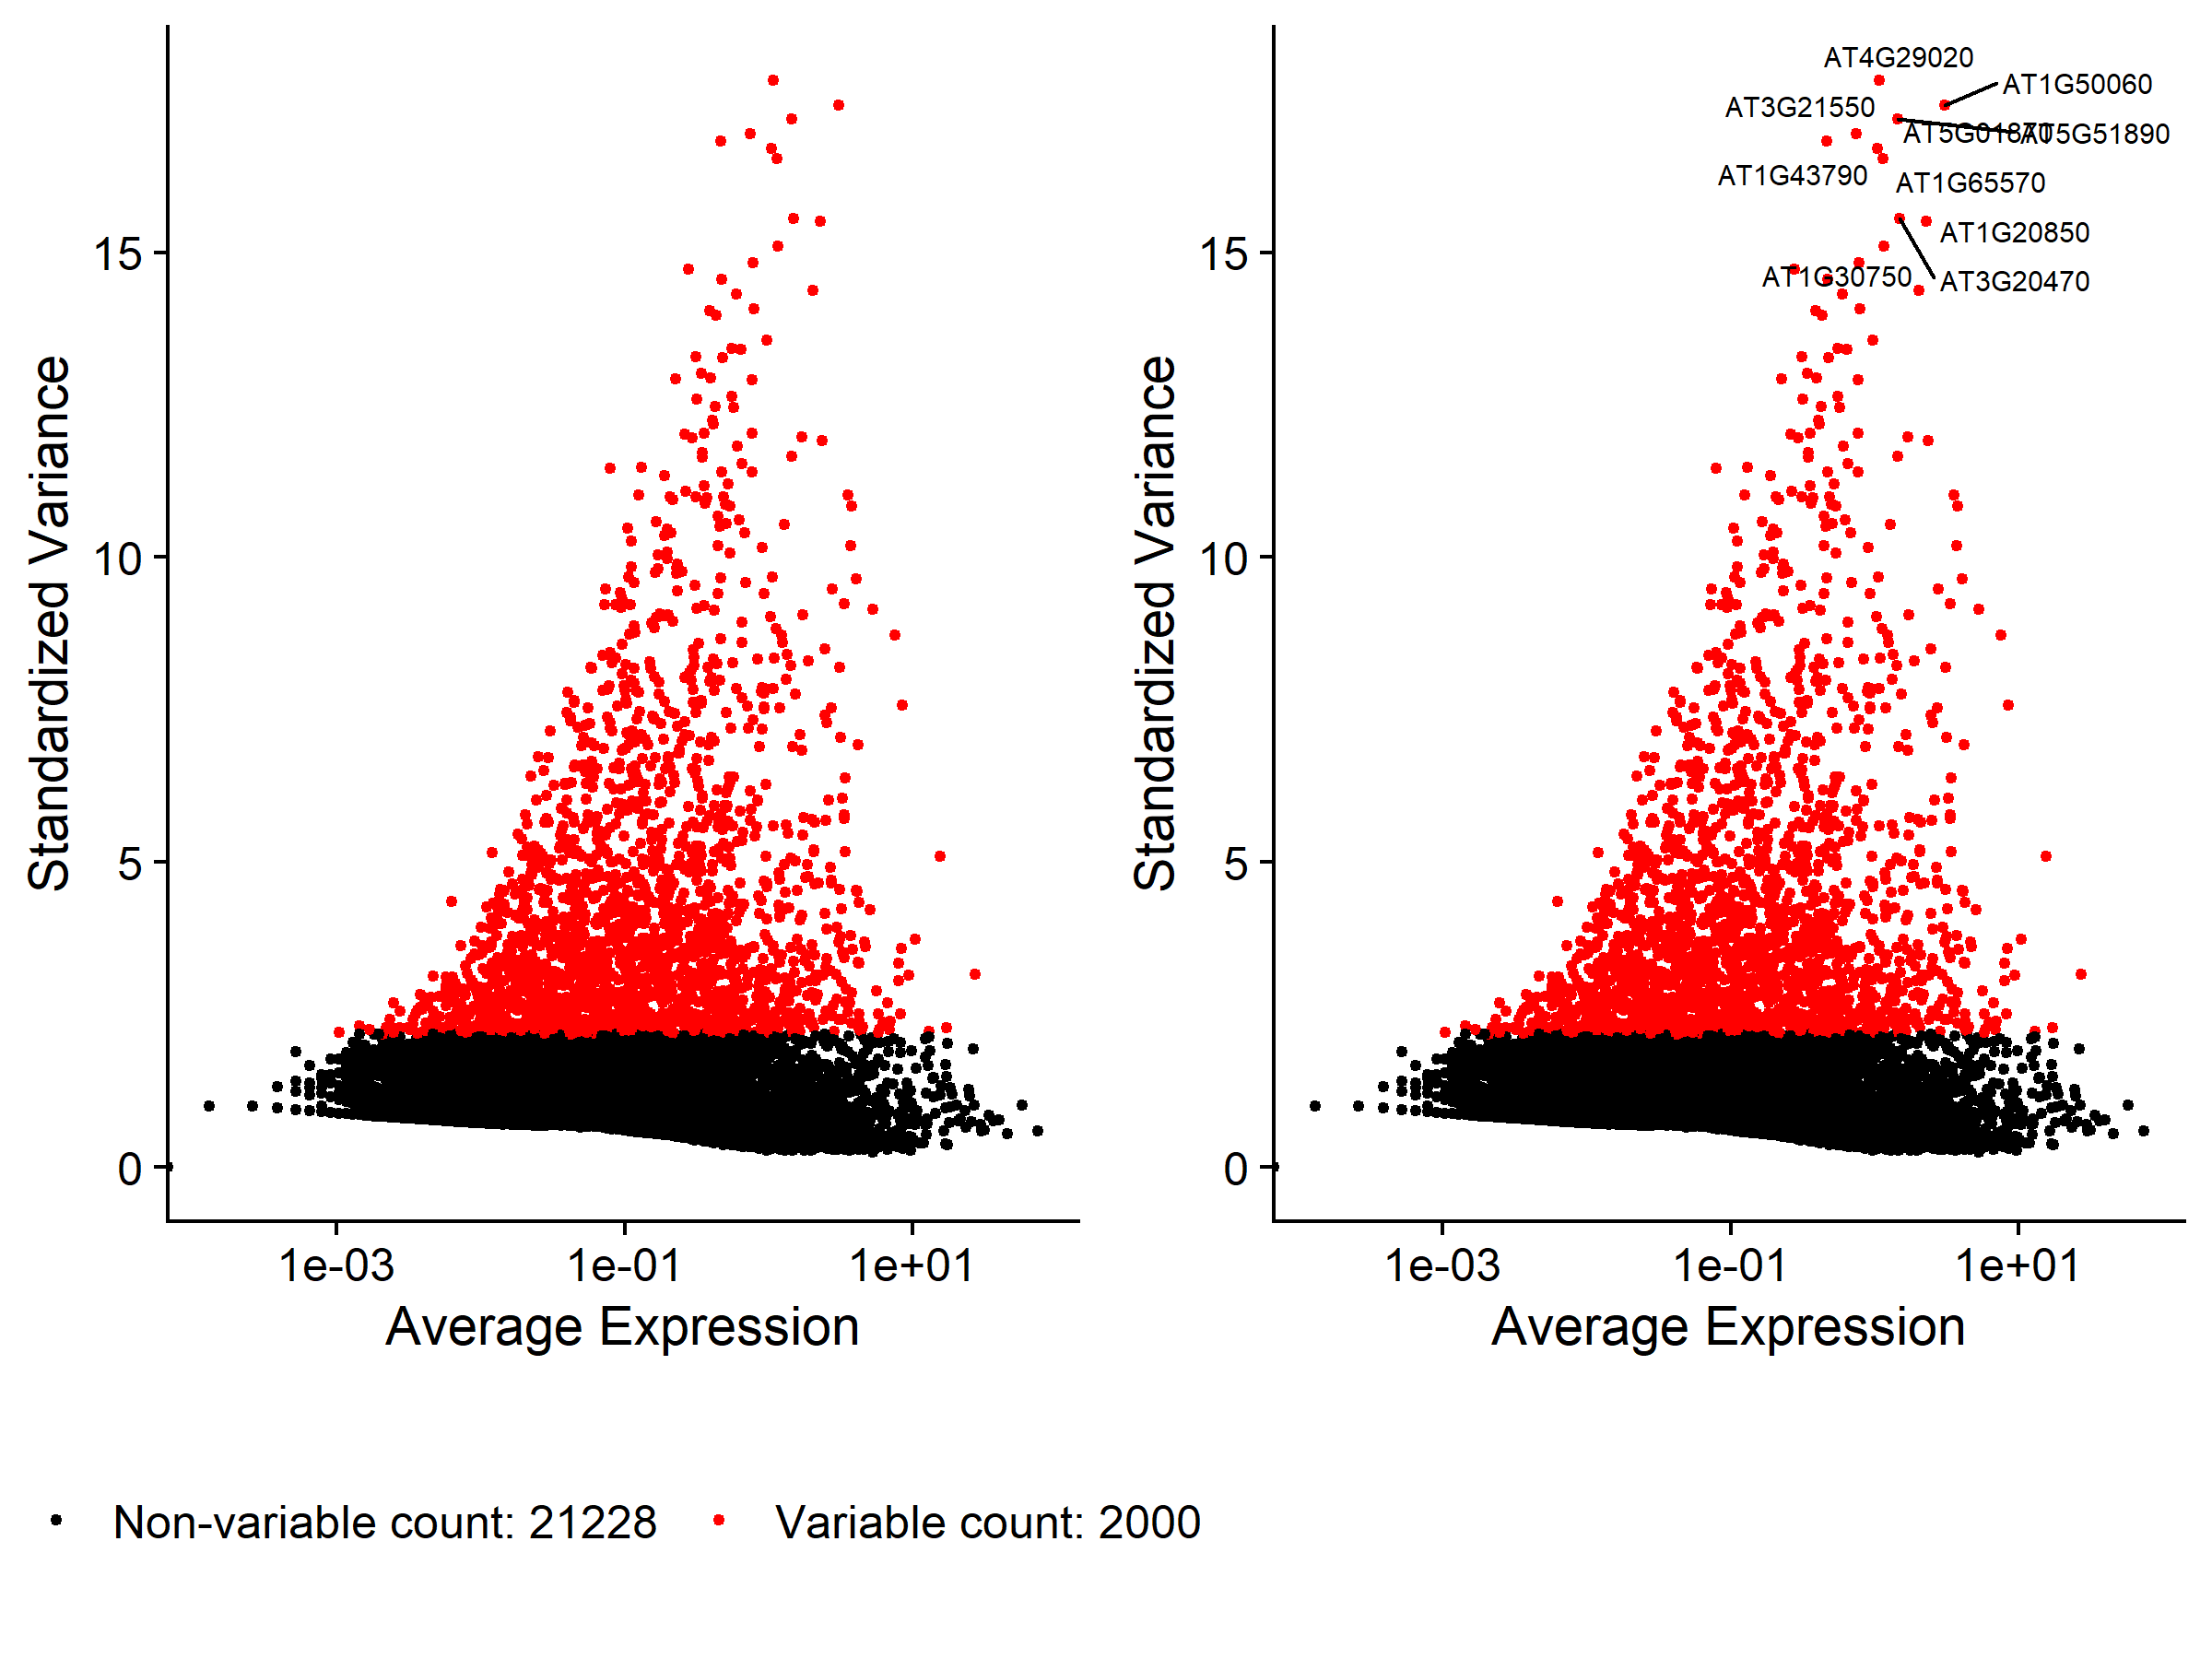 Standardized Variance
15
10
5
0
1e-03 1e-01 1e+01
Average Expression
Standardized Variance
15
10
5
0
AT4G29020
AT1G50060
AT3G21550
AT5G01870
AT5G51890
AT1G43790
AT1G65570
AT1G20850
AT1G30750
AT3G20470
1e-03 1e-01 1e+01
Average Expression
Non-variable count: 21228 Variable count: 2000